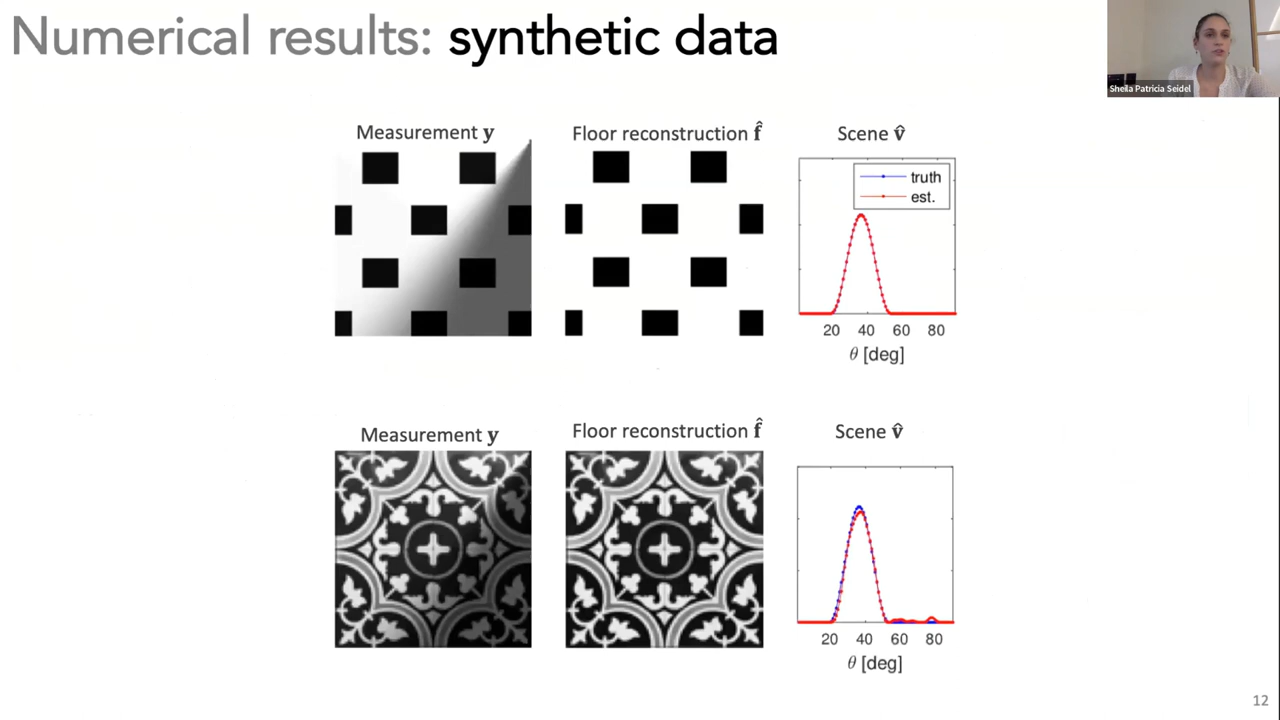 Numerical results: synthetic data
Sheila Patricia Seidel
Measurement y
Floor reconstruction f̂
Scene v̂
truth
est.
20 40 60 80
θ [deg]
Measurement y
Floor reconstruction f̂
Scene v̂
20 40 60 80
θ [deg]
12